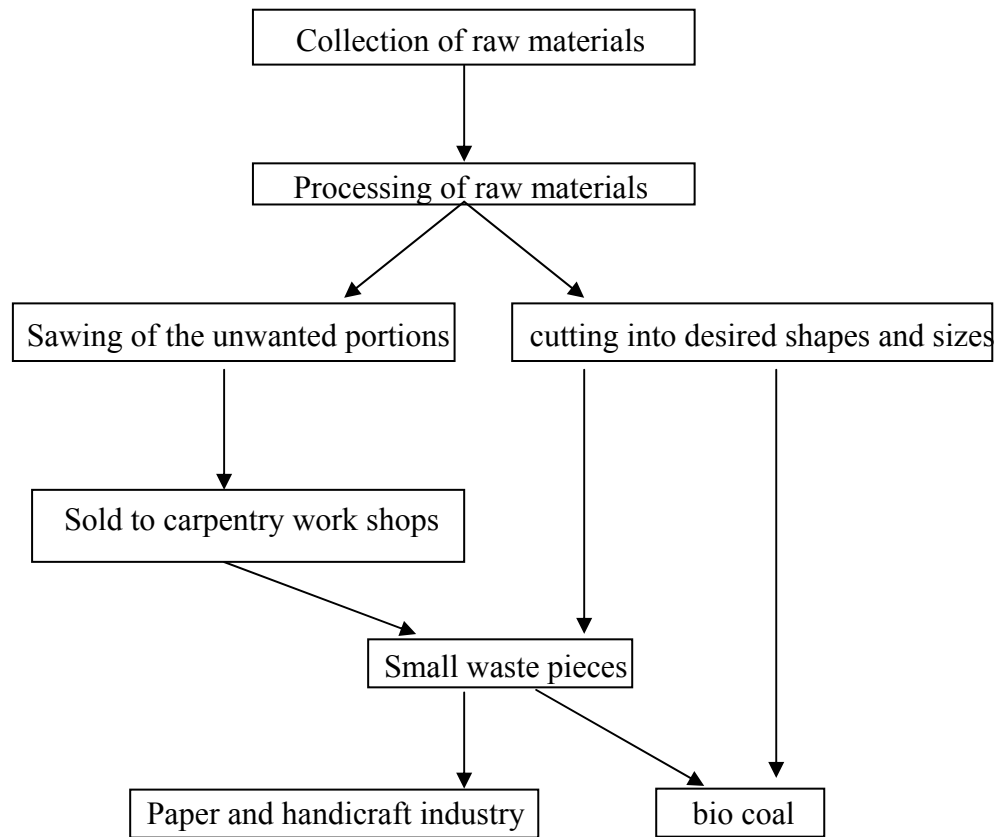 Collection of raw materials
Processing of raw materials
Sawing of the unwanted portions
cutting into desired shapes and sizes
Sold to carpentry work shops
Small waste pieces
Paper and handicraft industry
bio coal